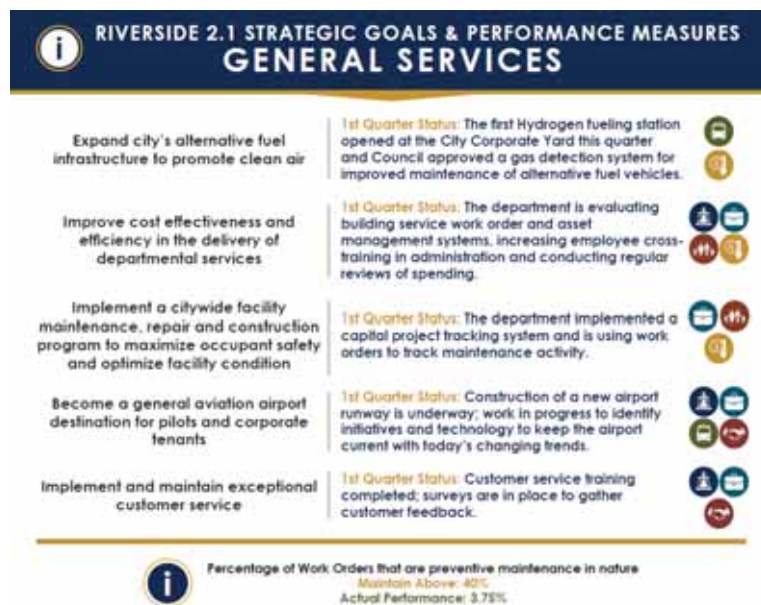 i
RIVERSIDE 2.1 STRATEGIC GOALS & PERFORMANCE MEASURES
GENERAL SERVICES
Expand city's alternative fuel
infrastructure to promote clean air
1st Quarter Status: The first Hydrogen fueling station
opened at the City Corporate Yard this quarter
and Council approved a gas detection system for
improved maintenance of alternative fuel vehicles.
Improve cost effectiveness and
efficiency in the delivery of
departmental services
1st Quarter Status: The department is evaluating
building service work order and asset
management systems, increasing employee cross-
training in administration and conducting regular
reviews of spending.
Implement a citywide facility
maintenance, repair and construction
program to maximize occupant safety
and optimize facility condition
1st Quarter Status: The department implemented a
capital project tracking system and is using work
orders to track maintenance activity.
Become a general aviation airport
destination for pilots and corporate
tenants
1st Quarter Status: Construction of a new airport
runway is underway; work in progress to identify
initiatives and technology to keep the airport
current with today's changing trends.
Implement and maintain exceptional
customer service
1st Quarter Status: Customer service training
completed; surveys are in place to gather
customer feedback.
i
Percentage of Work Orders that are preventive maintenance in nature
Maintain Above: 40%
Actual Performance: 3.75%